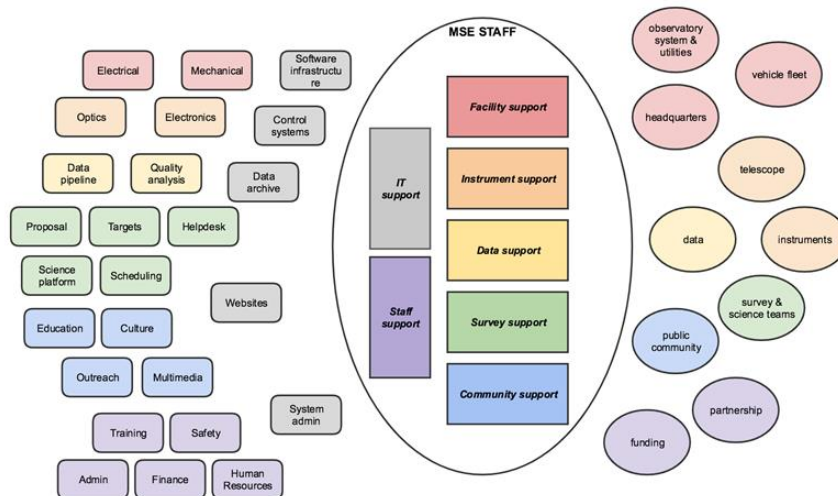 MSE STAFF
Electrical
Mechanical
Software
infrastructu
re
Optics
Electronics
Control
systems
Data
pipeline
Quality
analysis
Data
archive
Proposal
Targets
Helpdesk
Science
platform
Scheduling
Websites
Education
Culture
Outreach
Multimedia
System
admin
Training
Safety
Admin
Finance
Human
Resources
IT
support
Staff
support
Facility support
Instrument support
Data support
Survey support
Community support
observatory
system &
utilities
vehicle fleet
headquarters
telescope
data
instruments
survey &
science teams
public
community
partnership
funding